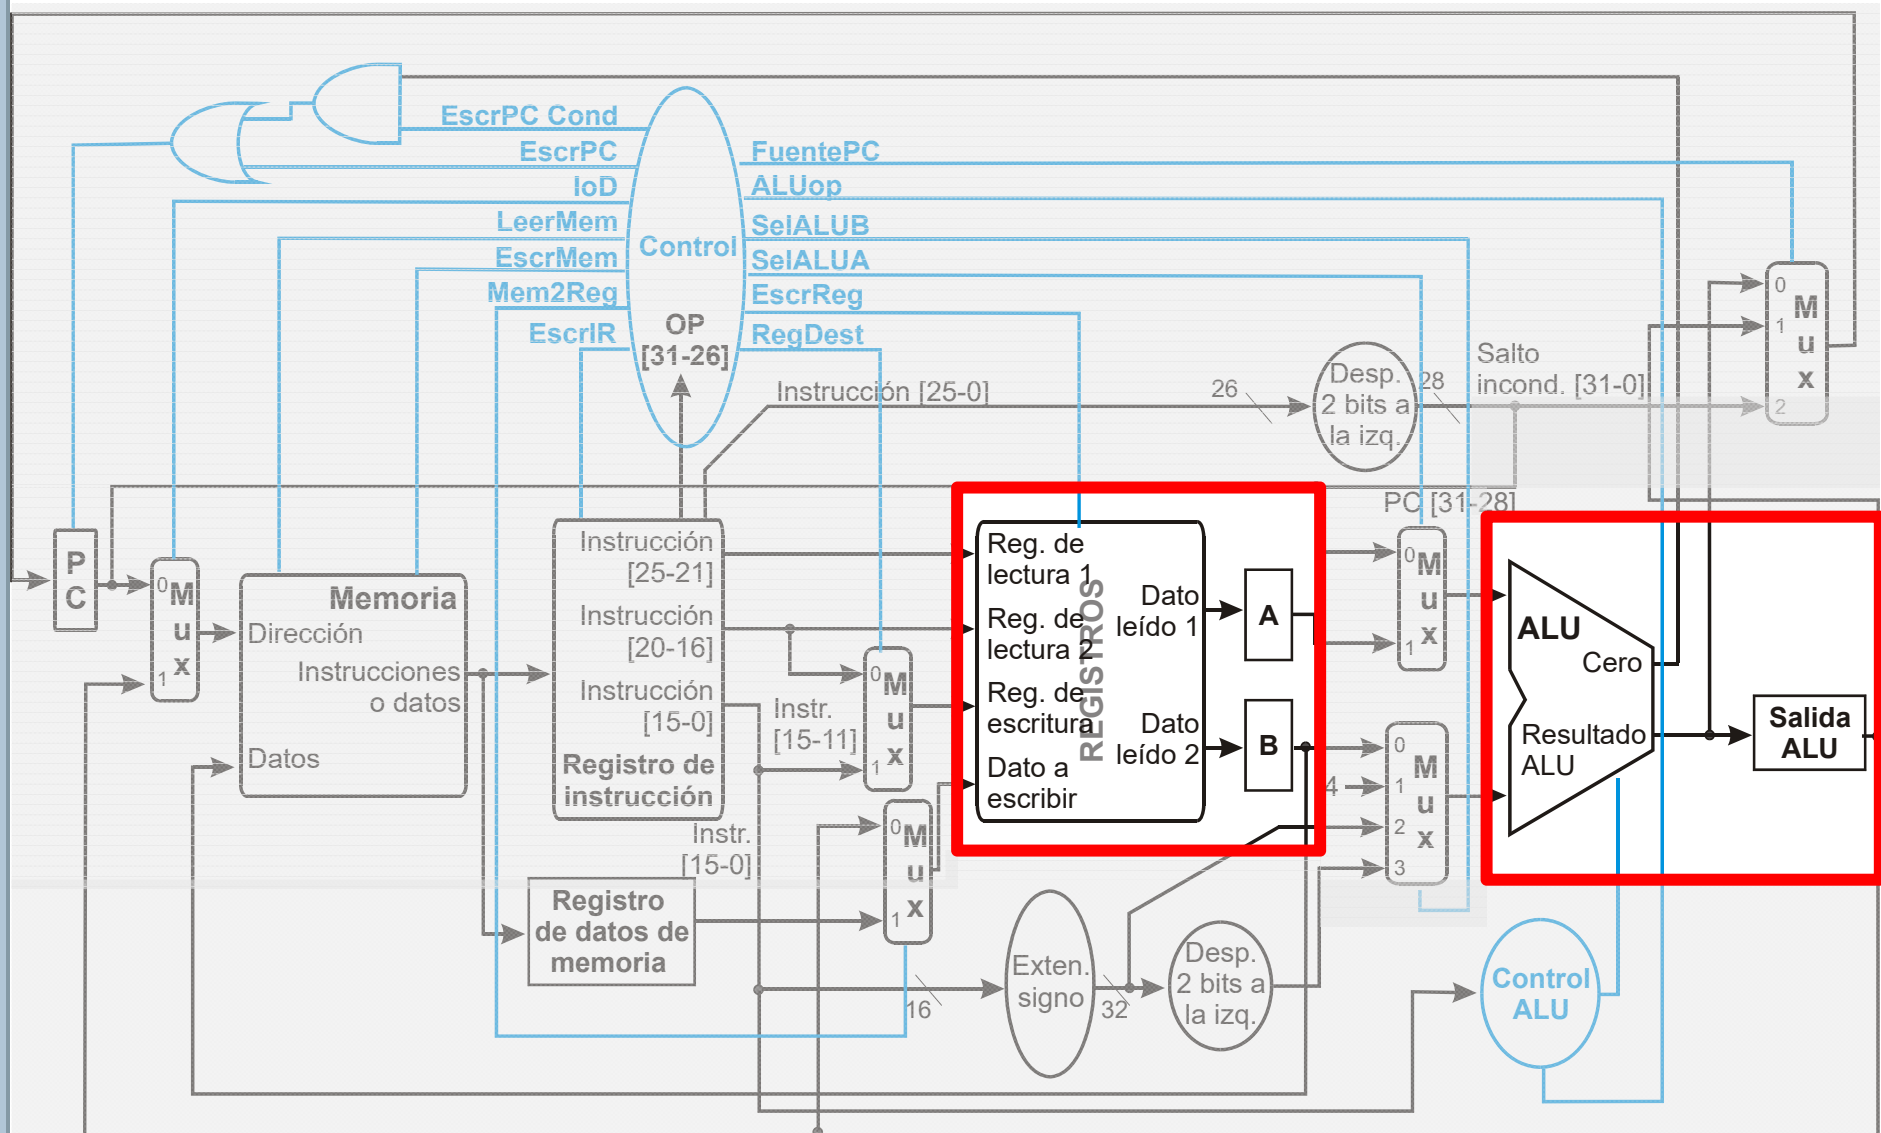 EscrPC Cond
EscrPC
IoD
LeerMem
EscrMem
Mem2Reg
EscrIR
Control
OP
[31-26]
FuentePC
ALUop
SelALUB
SelALUA
EscrReg
RegDest
Instrucción [25-0]
26
Desp.
2 bits a
la izq.
28
Salto
incond. [31-0]
0
M
1
u
x
2
PC [31-28]
P
C
0
M
u
x
1
Memoria
Dirección
Instrucciones
o datos
Datos
Instrucción
[25-21]
Instrucción
[20-16]
Instrucción
[15-0]
Registro de
instrucción
Instr.
[15-11]
Instr.
[15-0]
0
M
u
x
1
0
M
u
x
1
Registro
de datos de
memoria
Reg. de
lectura 1
Reg. de
lectura 2
Reg. de
escritura
Dato a
escribir
REGISTROS
Dato
leído 1
Dato
leído 2
A
B
0
M
u
x
1
0
M
4
1
u
2
x
3
ALU
Cero
Resultado
ALU
Salida
ALU
16
Exten.
signo
32
Desp.
2 bits a
la izq.
Control
ALU